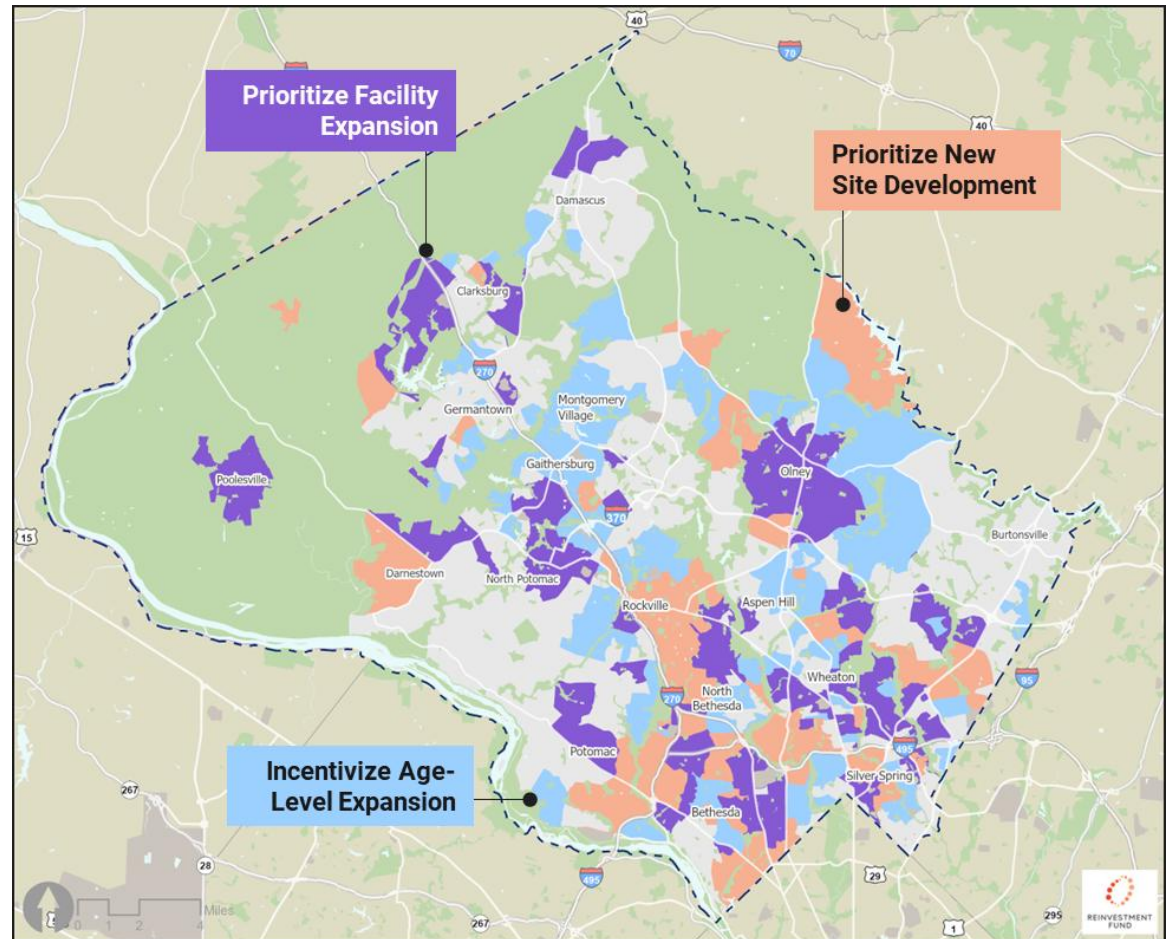 40
70
Prioritize Facility
Expansion
40
Prioritize New
Site Development
Damascus
Clarksburg
270
Germantown
Montgomery
Village
Gaithersburg
Olney
Poolesville
370
15
Burtonsville
Darnestown
North Potomac
Rockville
Aspen Hill
Wheaton
95
270
North
Bethesda
495
Potomac
Incentivize Age-
Level Expansion
Silver Spring
267
Bethesda
28
495
29
Miles
0 1 2 4
267
1
295
REINVESTMENT
FUND